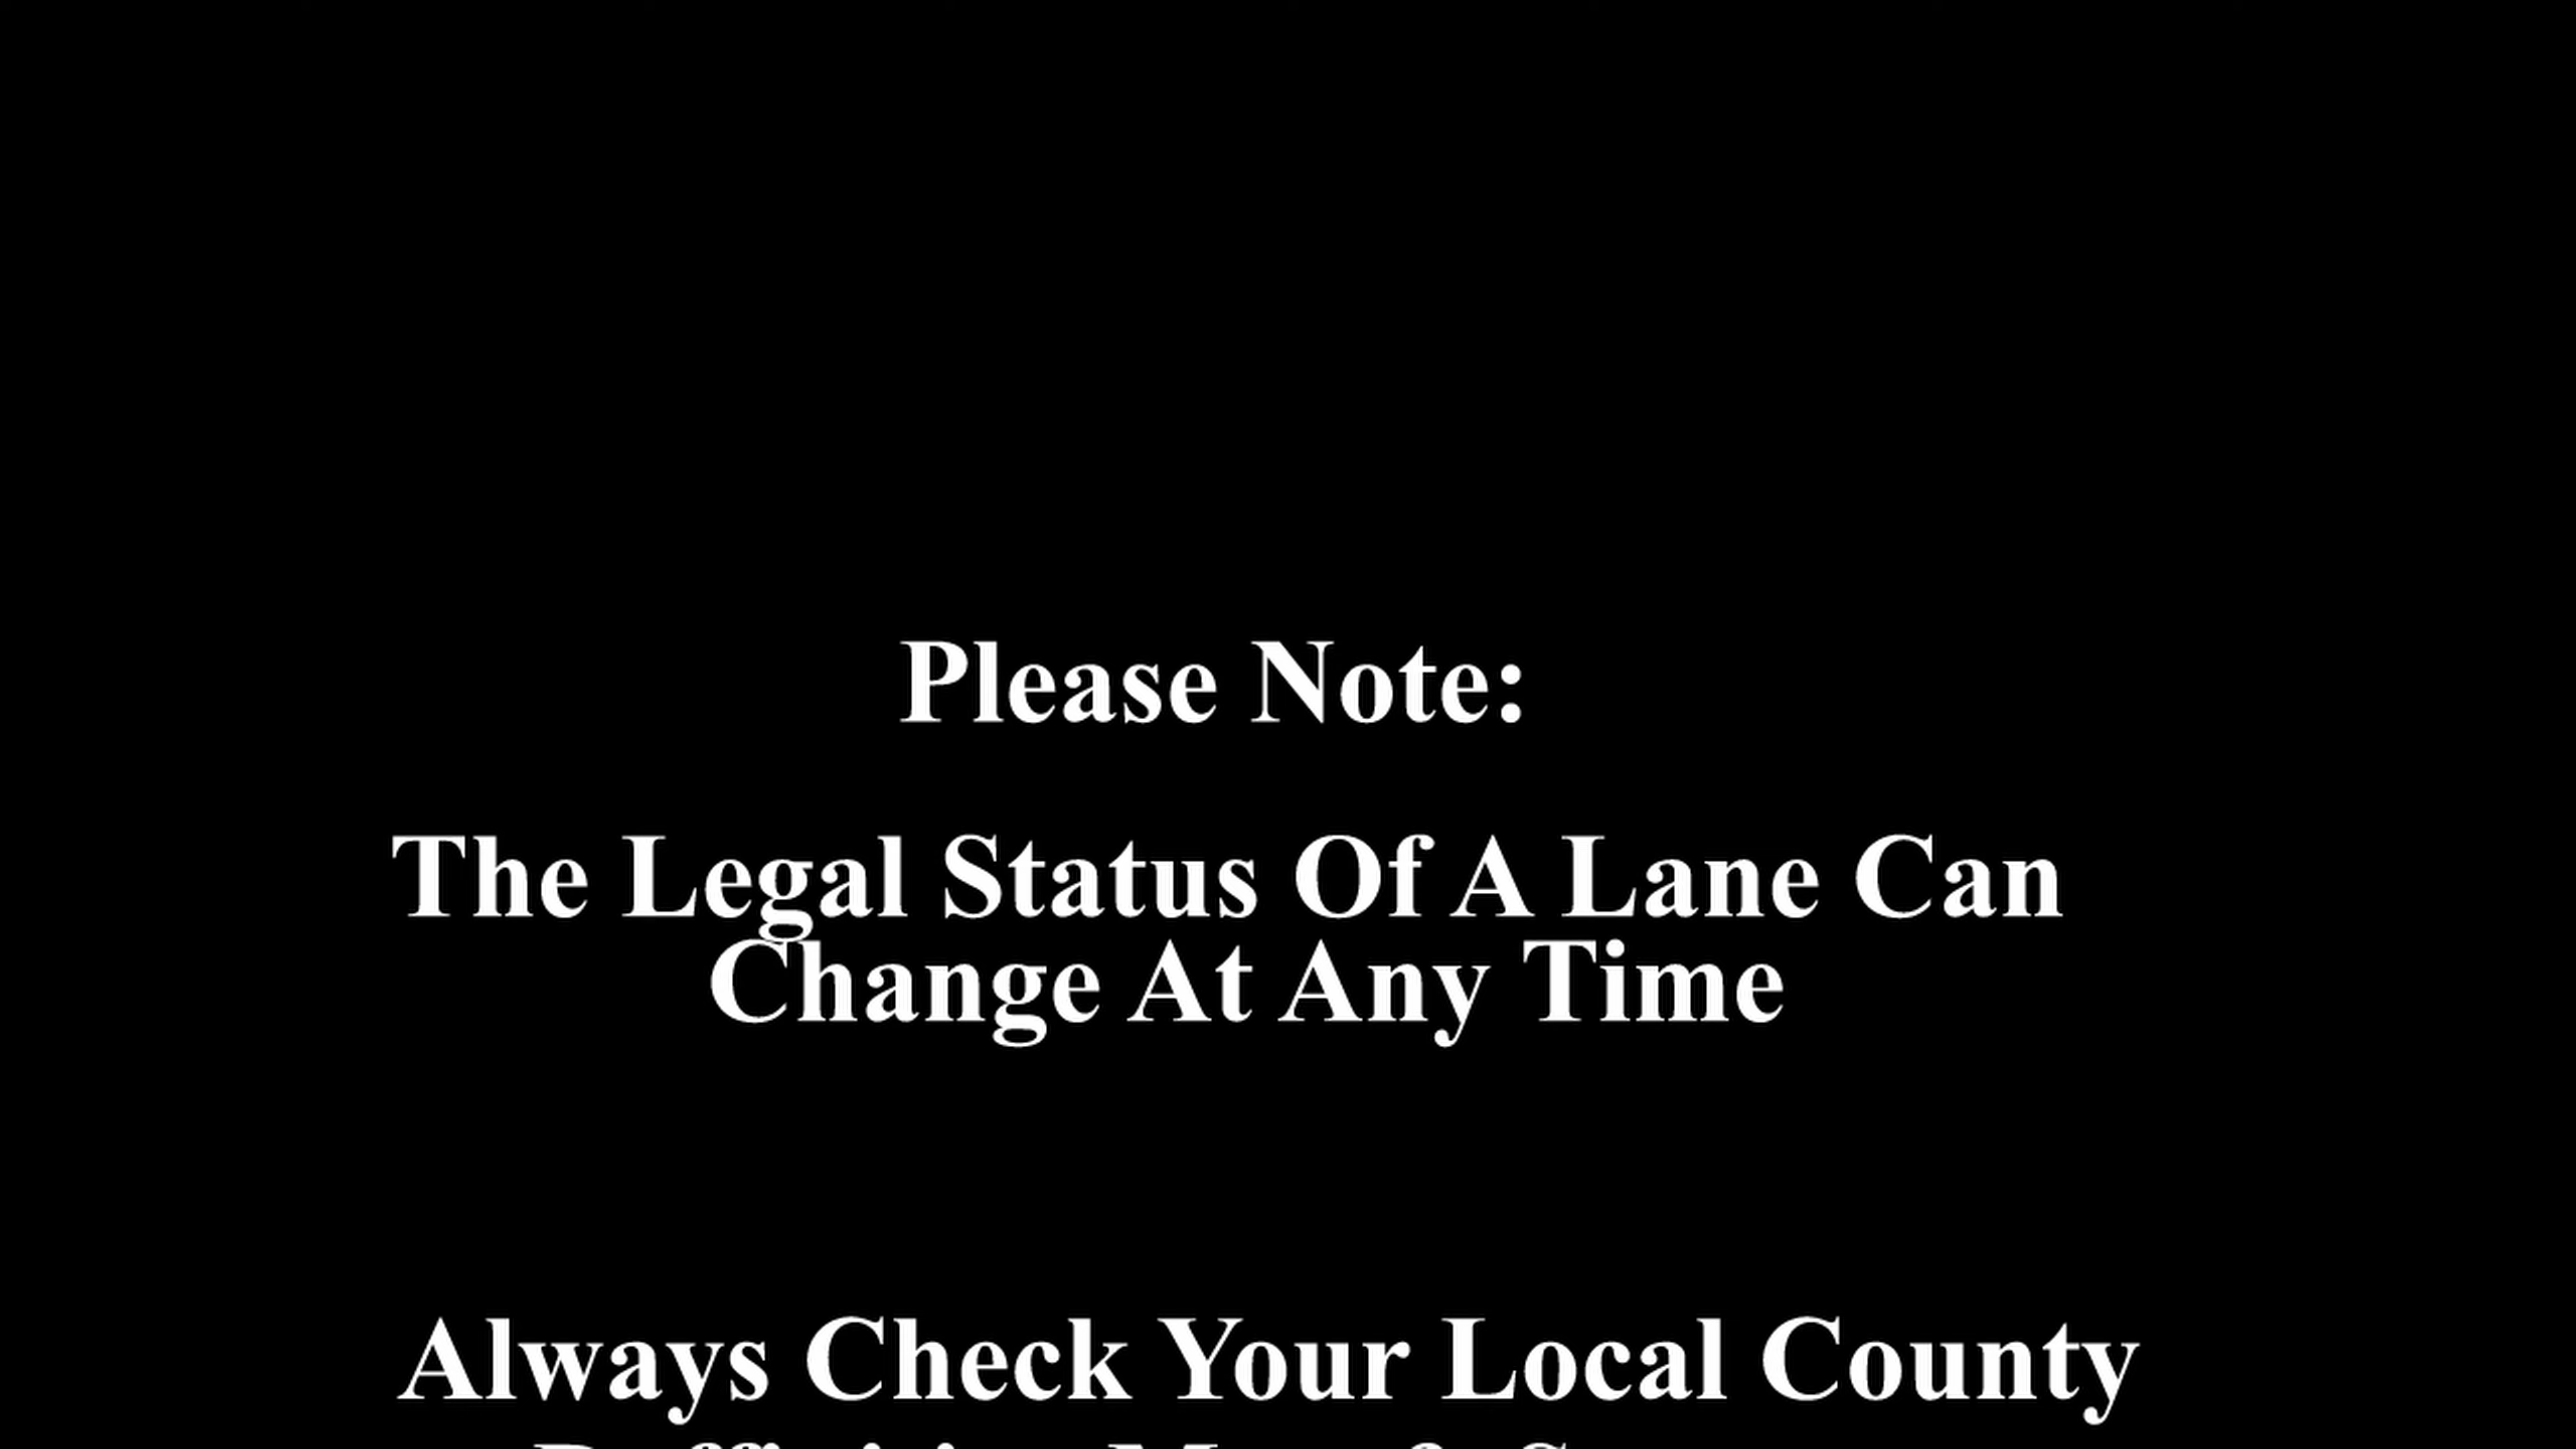 Please Note:
The Legal Status Of A Lane Can
Change At Any Time
Always Check Your Local County